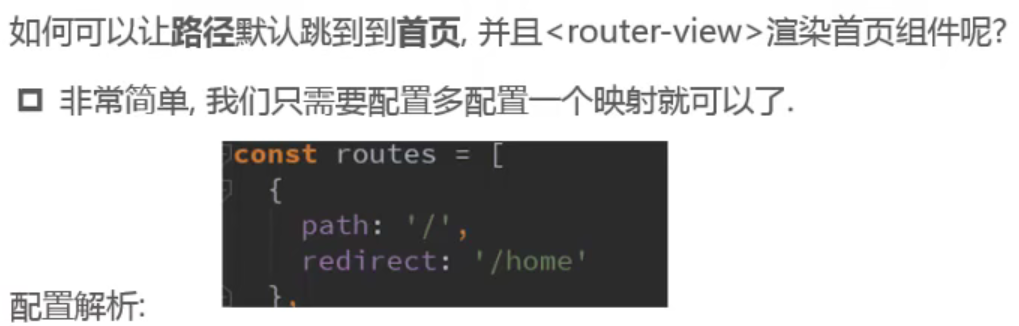 如何可以让路径默认跳到到首页, 并且<router-view>渲染首页组件呢?
非常简单, 我们只需要配置多配置一个映射就可以了.
const routes = [
{
path: '/',
redirect: '/home'
},
配置解析: